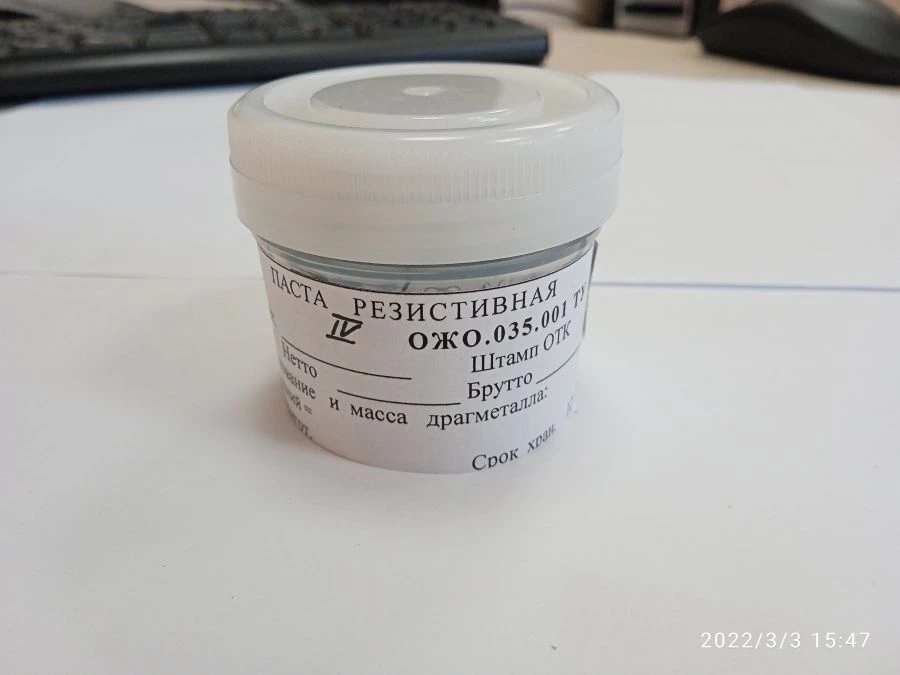 ПАСТА РЕЗИСТИВНАЯ
IV ОЖО.035.001 ТУ
Штамп ОТК
Нетто
Брутто
и масса драгметалла:
Срок хран.
2022/3/3 15:47